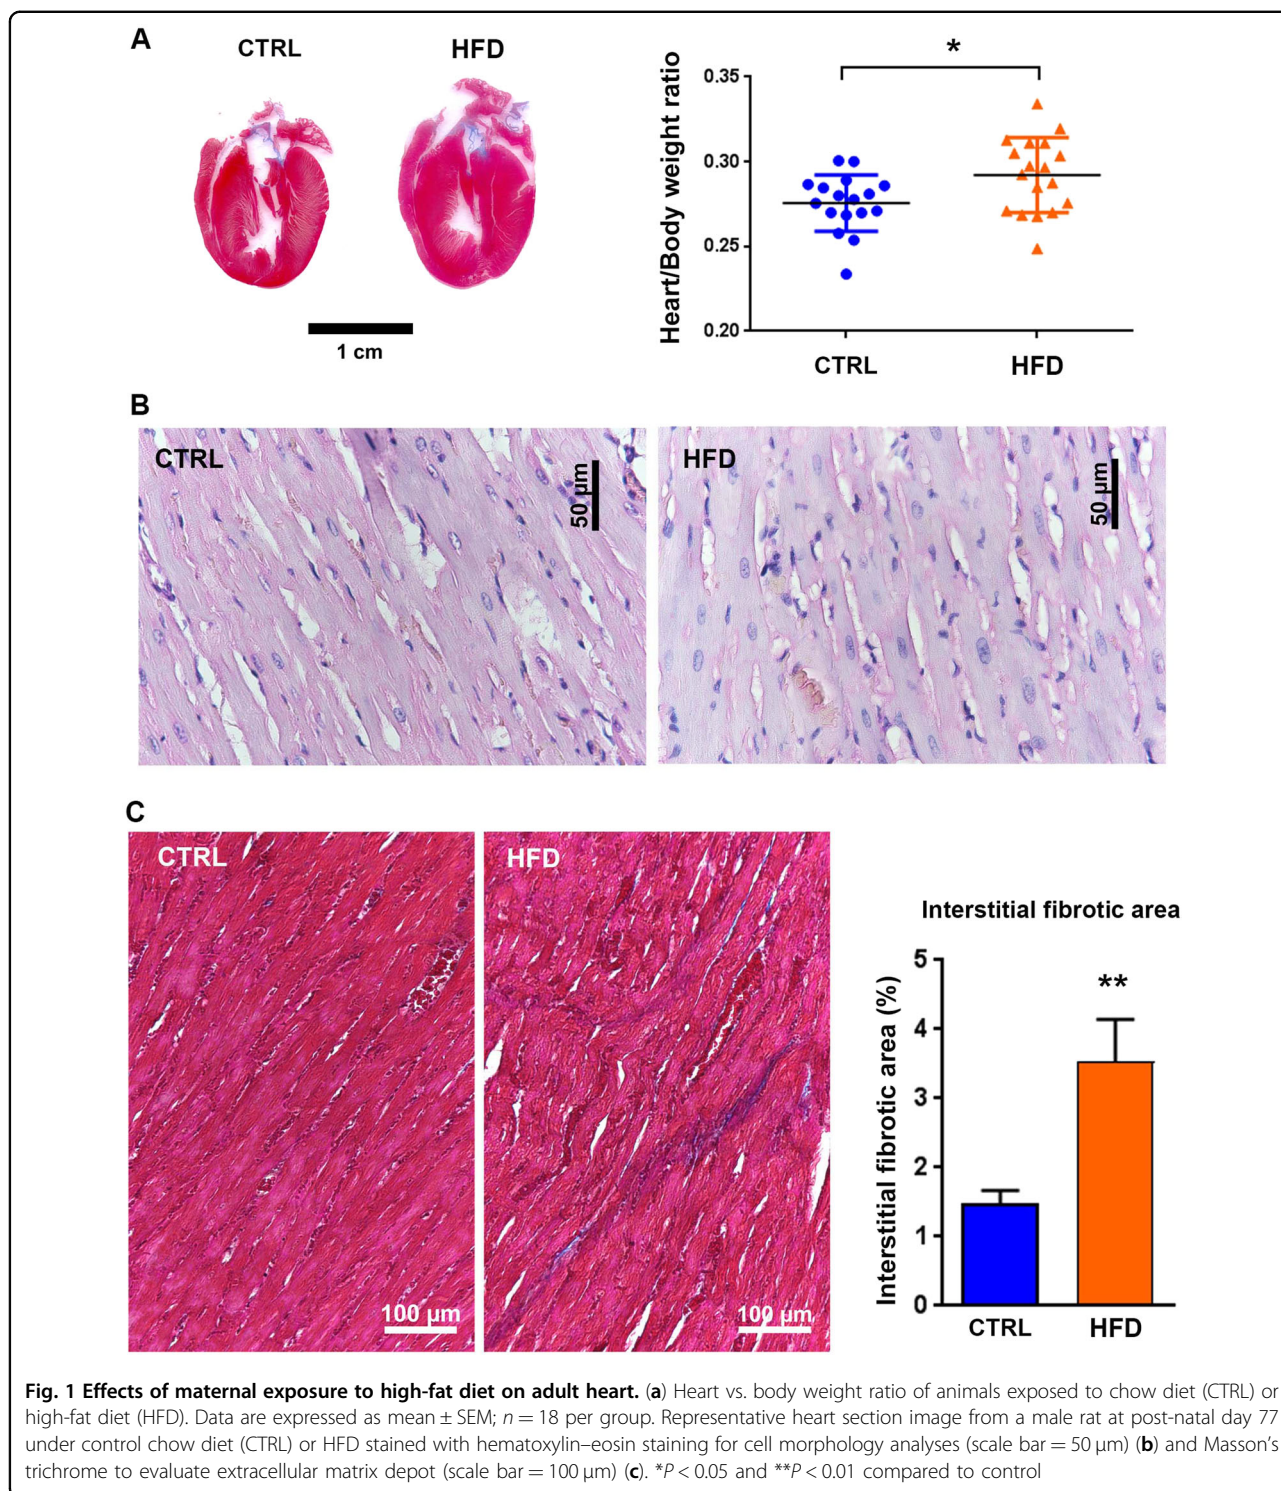 A
CTRL
HFD
1 cm
*
Heart/Body weight ratio
0.35
0.30
0.25
0.20
CTRL
HFD
B
CTRL
50 µm
HFD
50 µm
C
CTRL
100 µm
HFD
100 µm
Interstitial fibrotic area
Interstitial fibrotic area (%)
5
4
3
2
1
0
**
CTRL
HFD
Fig. 1 Effects of maternal exposure to high-fat diet on adult heart. (a) Heart vs. body weight ratio of animals exposed to chow diet (CTRL) or
high-fat diet (HFD). Data are expressed as mean ± SEM; n = 18 per group. Representative heart section image from a male rat at post-natal day 77
under control chow diet (CTRL) or HFD stained with hematoxylin–eosin staining for cell morphology analyses (scale bar = 50 µm) (b) and Masson's
trichrome to evaluate extracellular matrix depot (scale bar = 100 µm) (c). *P < 0.05 and **P < 0.01 compared to control